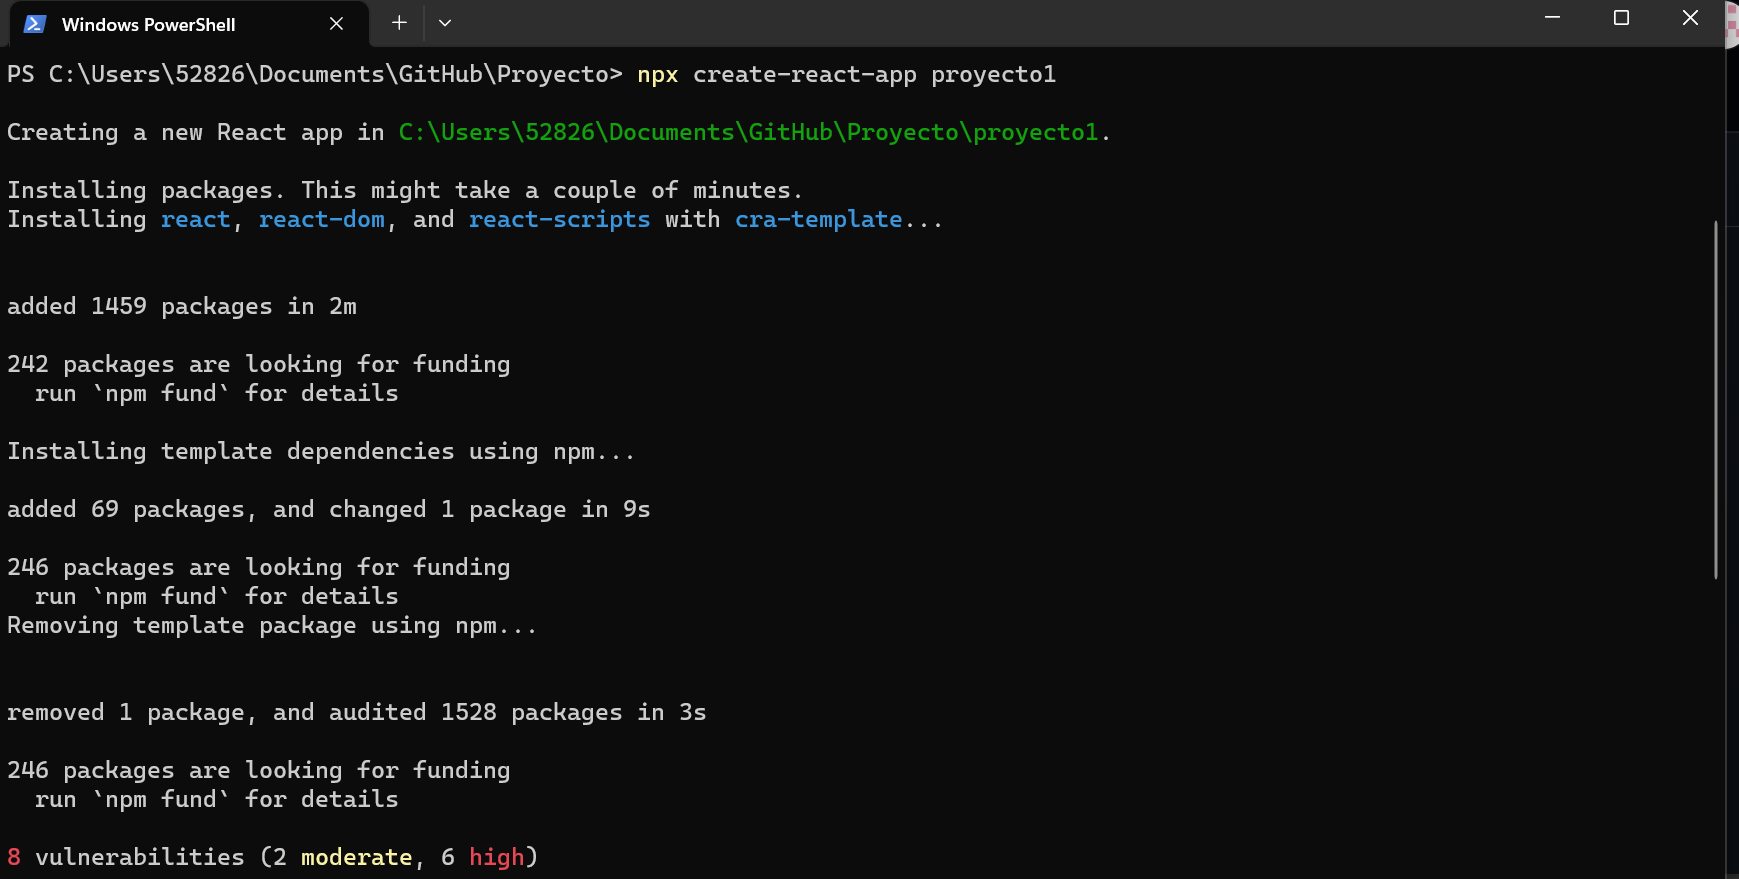 Windows PowerShell
PS C:\Users\52826\Documents\GitHub\Proyecto> npx create-react-app proyecto1
Creating a new React app in C:\Users\52826\Documents\GitHub\Proyecto\proyecto1.
Installing packages. This might take a couple of minutes.
Installing react, react-dom, and react-scripts with cra-template...
added 1459 packages in 2m
242 packages are looking for funding
  run `npm fund` for details
Installing template dependencies using npm...
added 69 packages, and changed 1 package in 9s
246 packages are looking for funding
  run `npm fund` for details
Removing template package using npm...
removed 1 package, and audited 1528 packages in 3s
246 packages are looking for funding
  run `npm fund` for details
8 vulnerabilities (2 moderate, 6 high)